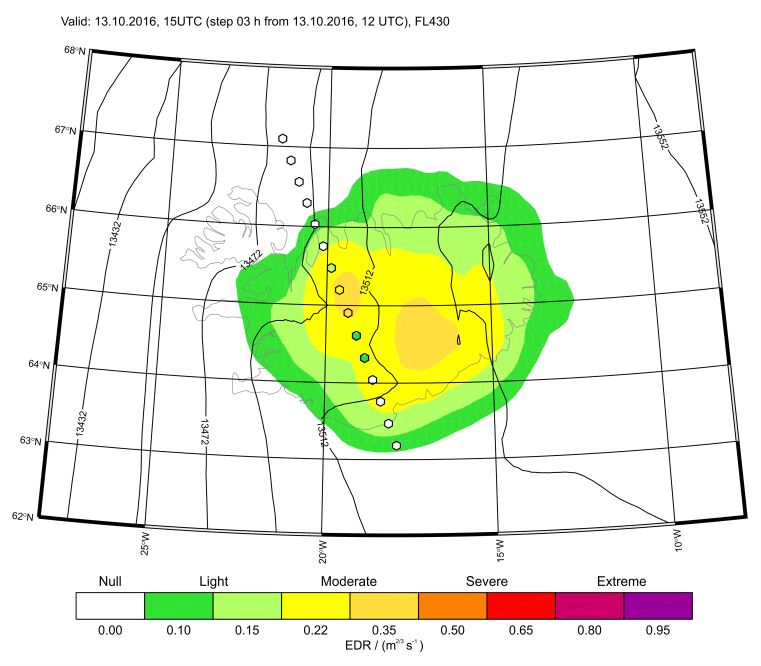 Valid: 13.10.2016, 15UTC (step 03 h from 13.10.2016, 12 UTC), FL430
68°N
67°N
66°N
65°N
64°N
63°N
62°N
13552
13552
13432
13472
13512
13432
13472
13512
25°W
20°W
15°W
10°W
Null Light Moderate Severe Extreme
0.00 0.10 0.15 0.22 0.35 0.50 0.65 0.80 0.95
EDR / (m^2/3 s^-1 )